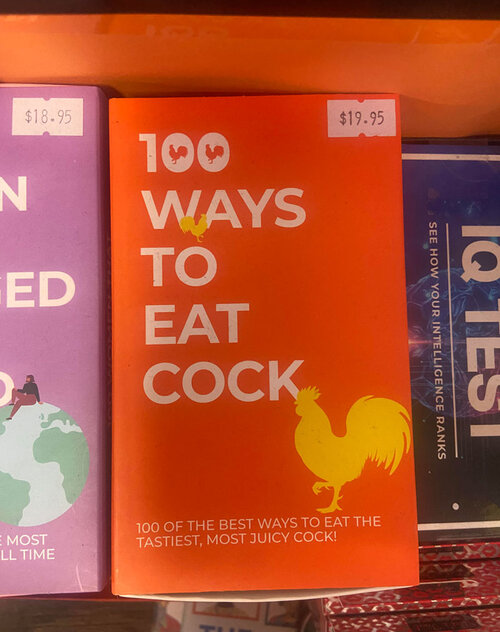 $18.95
N
GED
O
E MOST
LL TIME
$19.95
100
WAYS
TO
EAT
COCK
100 OF THE BEST WAYS TO EAT THE
TASTIEST, MOST JUICY COCK!
IQ TEST
SEE HOW YOUR INTELLIGENCE RANKS